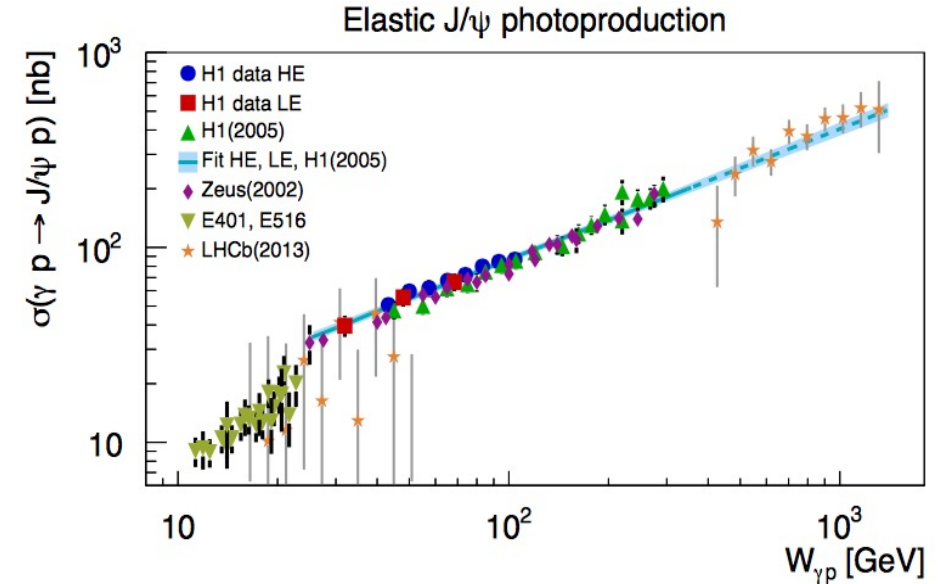 Elastic J/ψ photoproduction
σ(γ p → J/ψ p) [nb]
10³
10²
10
H1 data HE
H1 data LE
H1(2005)
Fit HE, LE, H1(2005)
Zeus(2002)
E401, E516
LHCb(2013)
10
10²
10³
Wγp [GeV]